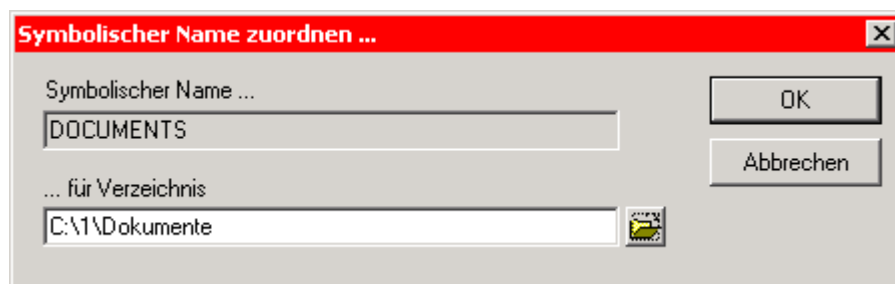 Symbolischer Name zuordnen ...
Symbolischer Name ...
DOCUMENTS
OK
Abbrechen
... für Verzeichnis
C:\1\Dokumente